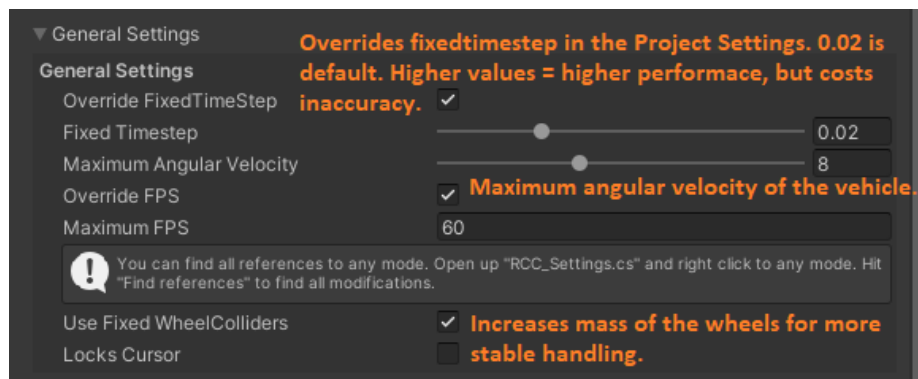 General Settings
Overrides fixedtimestep in the Project Settings. 0.02 is
General Settings
default. Higher values = higher performace, but costs
Override FixedTimeStep
inaccuracy.
Fixed Timestep
0.02
Maximum Angular Velocity
8
Override FPS
Maximum angular velocity of the vehicle.
Maximum FPS
60
You can find all references to any mode. Open up "RCC_Settings.cs" and right click to any mode. Hit
"Find references" to find all modifications.
Use Fixed WheelColliders
Increases mass of the wheels for more
Locks Cursor
stable handling.